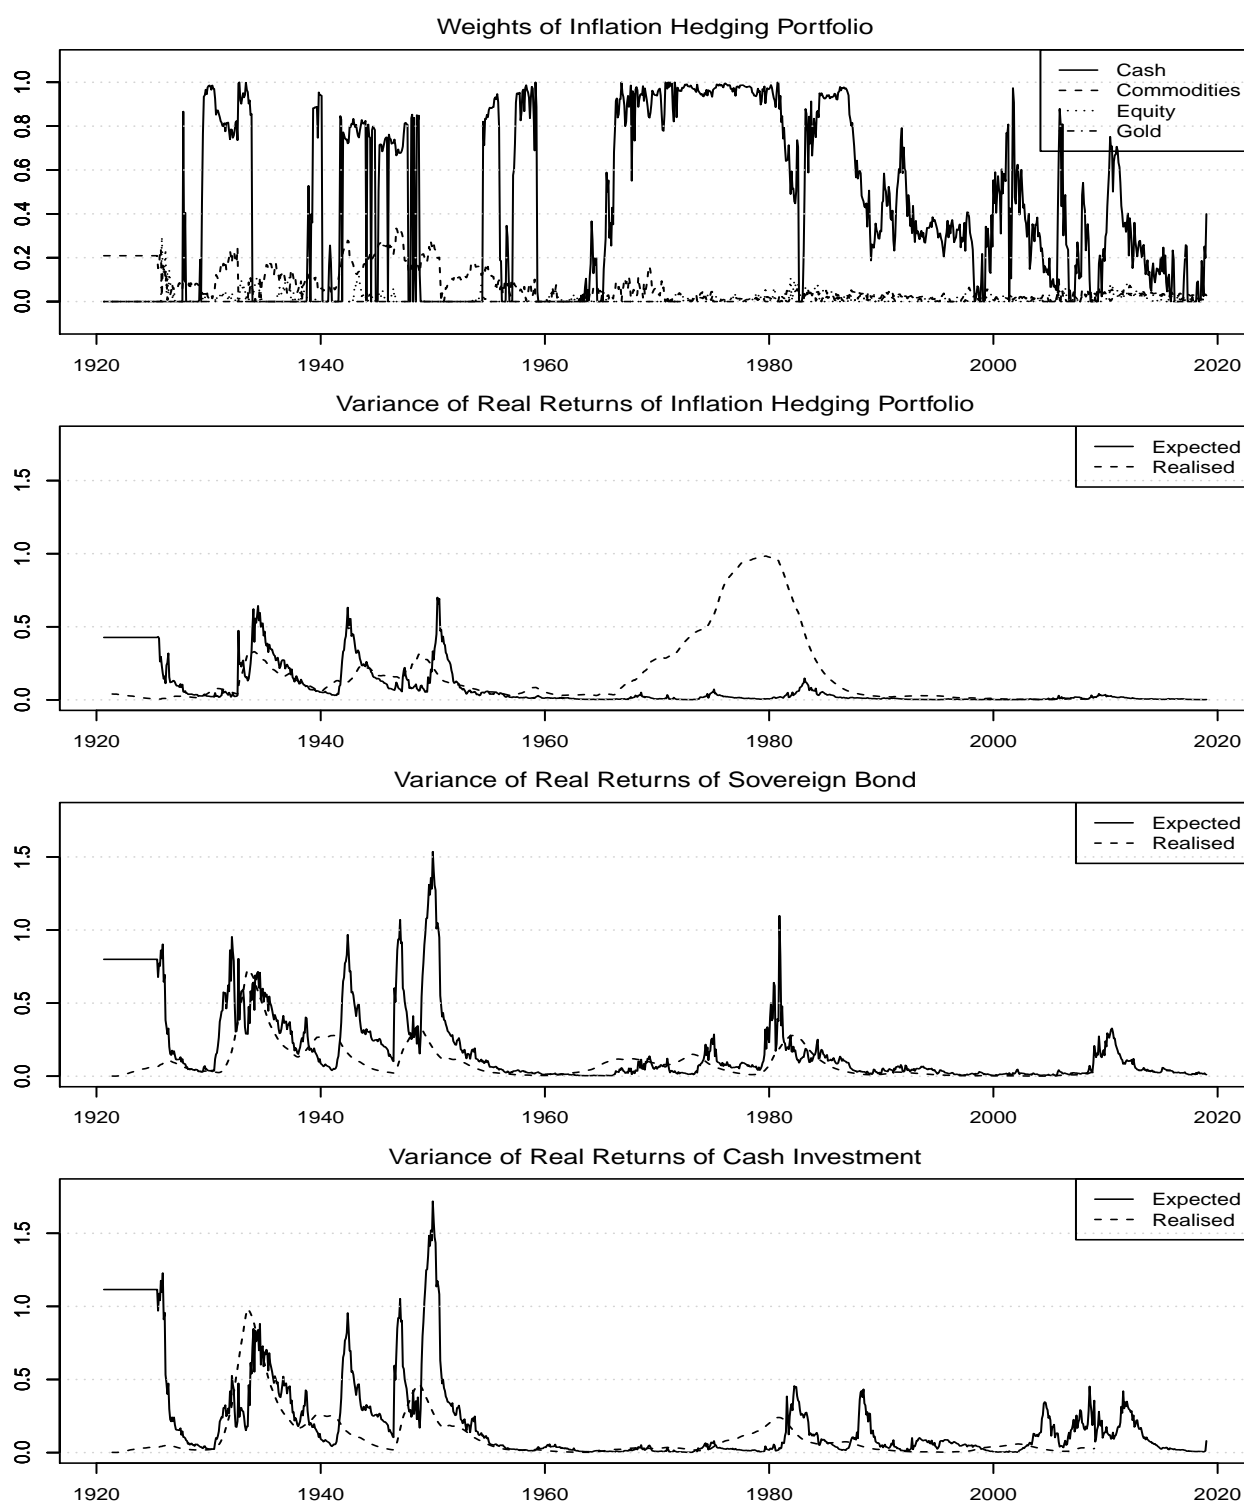 Weights of Inflation Hedging Portfolio
1.0
0.8
0.6
0.4
0.2
0.0
Cash
Commodities
Equity
Gold
1920 1940 1960 1980 2000 2020
Variance of Real Returns of Inflation Hedging Portfolio
1.5
1.0
0.5
0.0
Expected
Realised
1920 1940 1960 1980 2000 2020
Variance of Real Returns of Sovereign Bond
1.5
1.0
0.5
0.0
Expected
Realised
1920 1940 1960 1980 2000 2020
Variance of Real Returns of Cash Investment
1.5
1.0
0.5
0.0
Expected
Realised
1920 1940 1960 1980 2000 2020